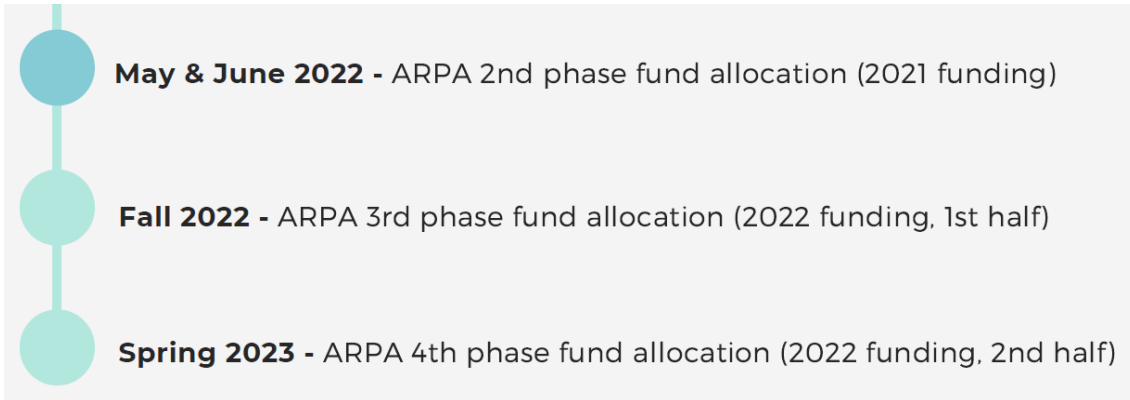 May & June 2022 - ARPA 2nd phase fund allocation (2021 funding)
Fall 2022 - ARPA 3rd phase fund allocation (2022 funding, 1st half)
Spring 2023 - ARPA 4th phase fund allocation (2022 funding, 2nd half)